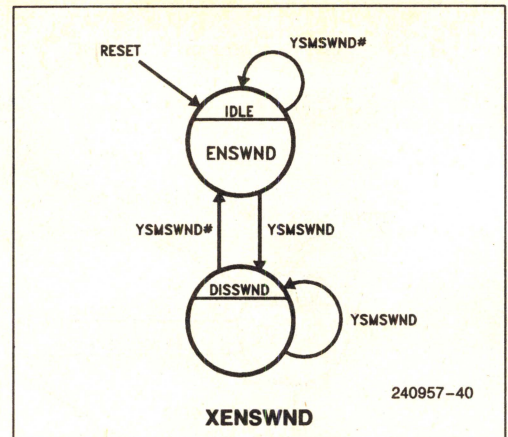 YSMSWND#
RESET
IDLE
ENSWND
YSMSWND#
YSMSWND
DISSWND
YSMSWND
240957–40
XENSWND